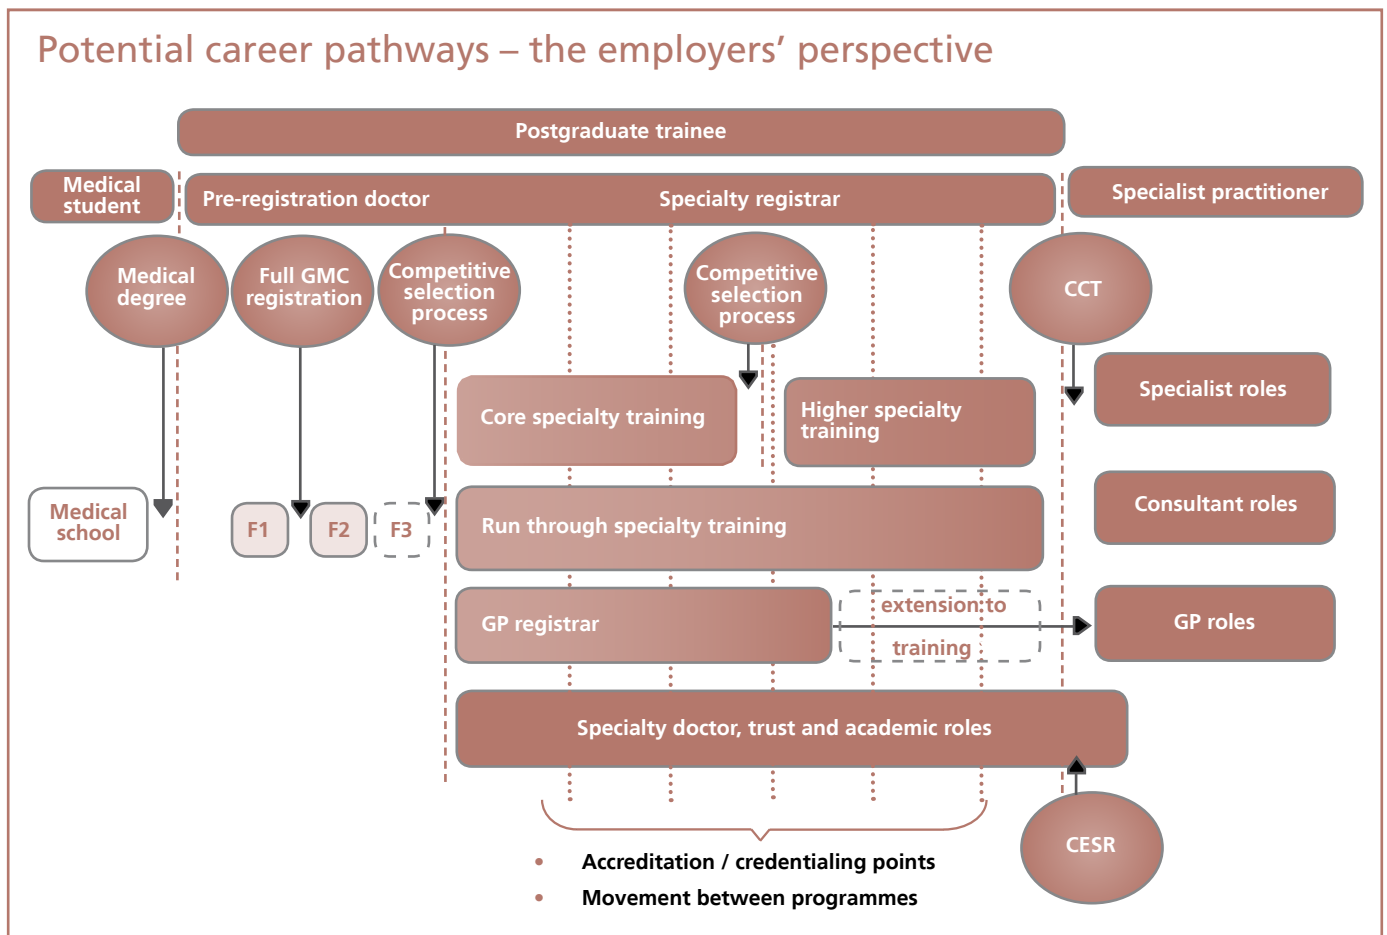 Potential career pathways – the employers’ perspective
Postgraduate trainee
Medical
student
Pre-registration doctor
Specialty registrar
Specialist practitioner
Medical
degree
Full GMC
registration
Competitive
selection
process
Competitive
selection
process
CCT
Core specialty training
Higher specialty
training
Specialist roles
Medical
school
F1
F2
F3
Run through specialty training
Consultant roles
GP registrar
extension to
training
GP roles
Specialty doctor, trust and academic roles
CESR
• Accreditation / credentialing points
• Movement between programmes